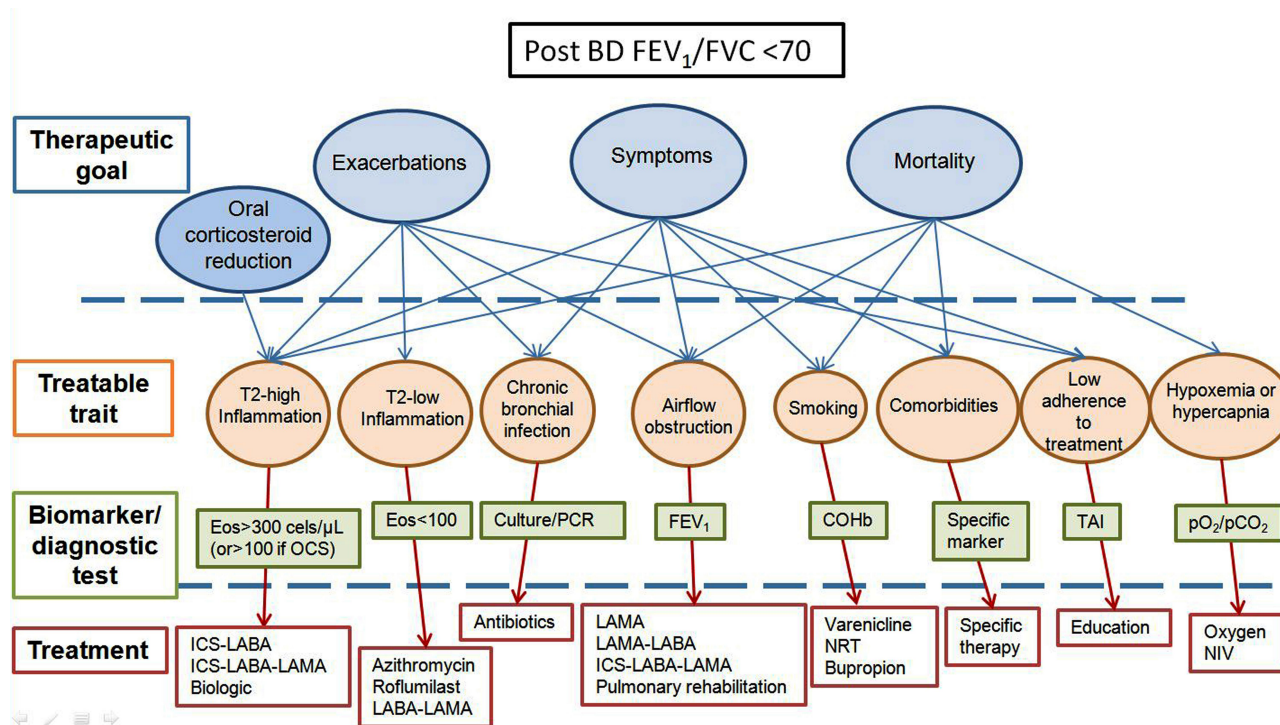 Post BD FEV₁/FVC <70
Therapeutic
goal
Exacerbations
Symptoms
Mortality
Oral
corticosteroid
reduction
Treatable
trait
T2-high
Inflammation
T2-low
Inflammation
Chronic
bronchial
infection
Airflow
obstruction
Smoking
Comorbidities
Low
adherence
to
treatment
Hypoxemia or
hypercapnia
Biomarker/
diagnostic
test
Eos>300 cels/µL
(or>100 if OCS)
Eos<100
Culture/PCR
FEV₁
COHb
Specific
marker
TAI
pO₂/pCO₂
Treatment
ICS-LABA
ICS-LABA-LAMA
Biologic
Azithromycin
Roflumilast
LABA-LAMA
Antibiotics
LAMA
LAMA-LABA
ICS-LABA-LAMA
Pulmonary rehabilitation
Varenicline
NRT
Bupropion
Specific
therapy
Education
Oxygen
NIV